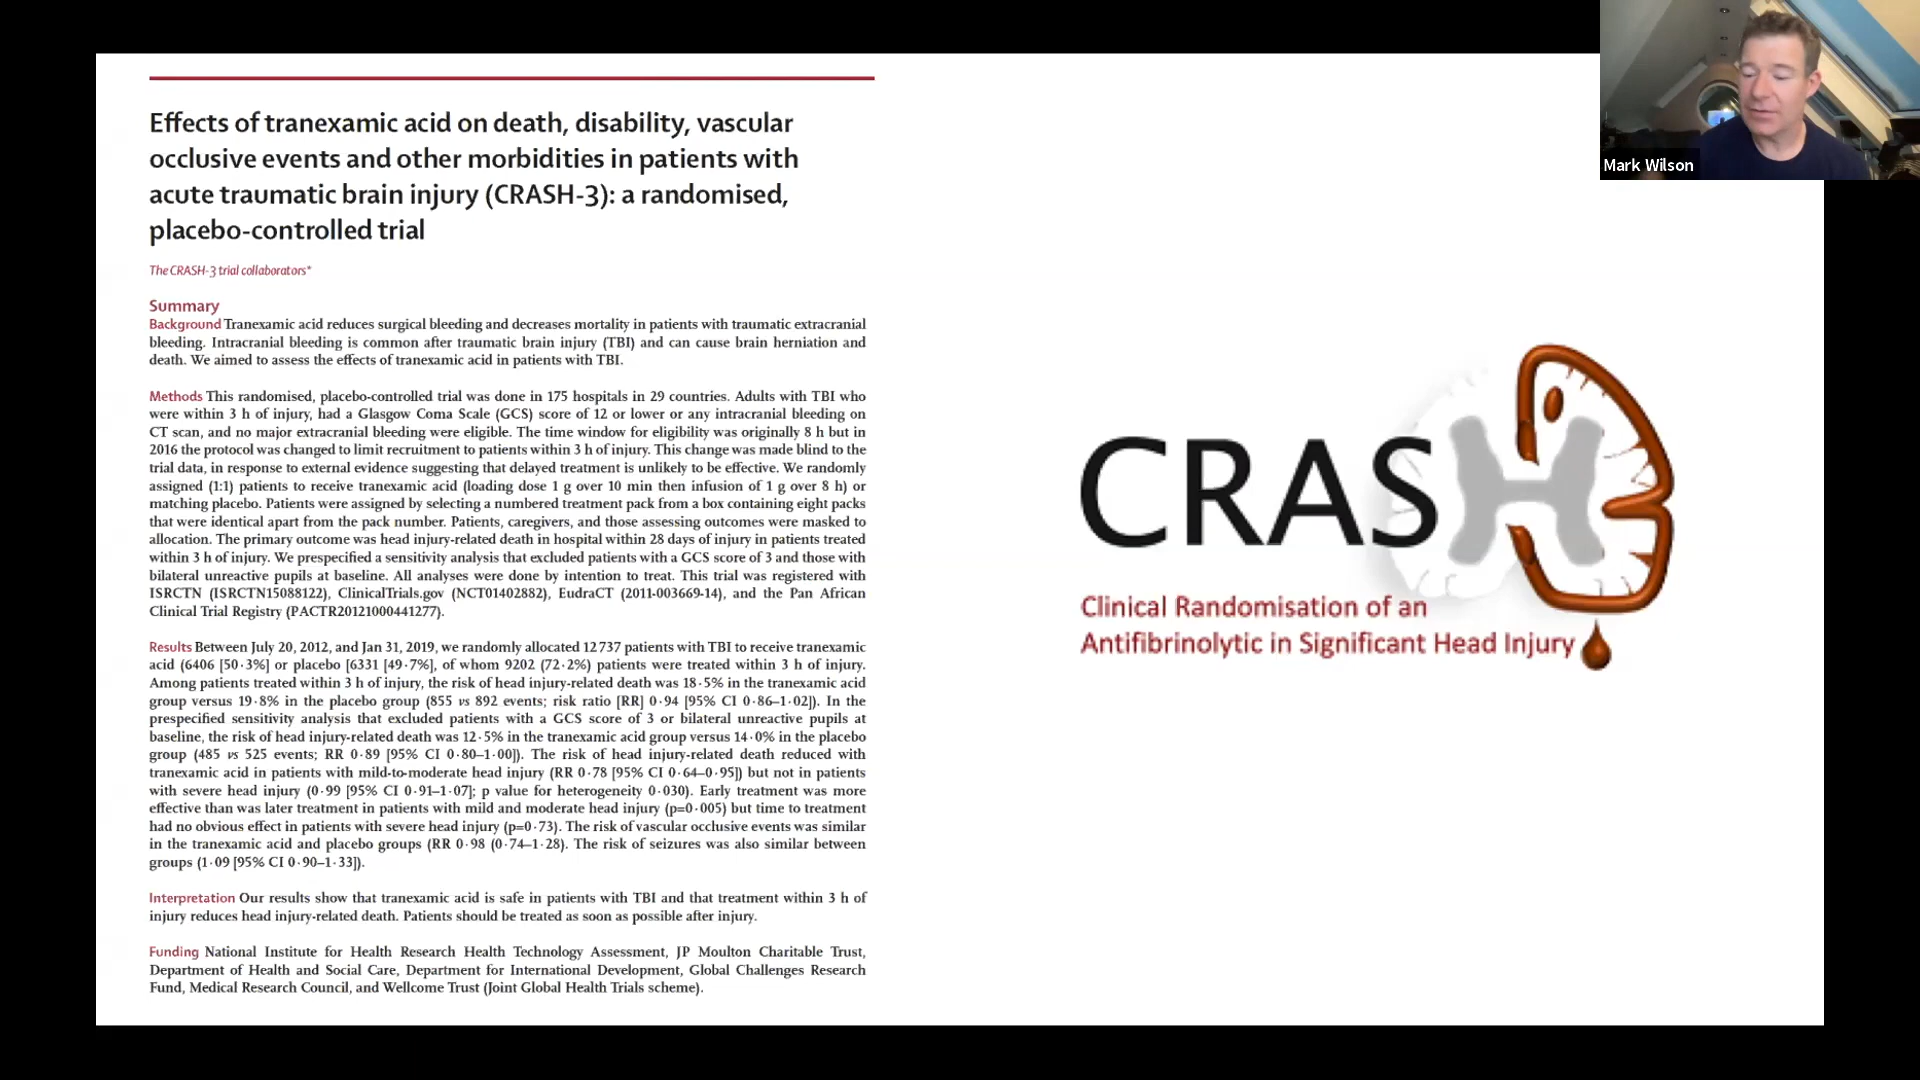 Effects of tranexamic acid on death, disability, vascular
occlusive events and other morbidities in patients with
acute traumatic brain injury (CRASH-3): a randomised,
placebo-controlled trial
The CRASH-3 trial collaborators*
Summary
Background Tranexamic acid reduces surgical bleeding and decreases mortality in patients with traumatic extracranial
bleeding. Intracranial bleeding is common after traumatic brain injury (TBI) and can cause brain herniation and
death. We aimed to assess the effects of tranexamic acid in patients with TBI.
Methods This randomised, placebo-controlled trial was done in 175 hospitals in 29 countries. Adults with TBI who
were within 3 h of injury, had a Glasgow Coma Scale (GCS) score of 12 or lower or any intracranial bleeding on
CT scan, and no major extracranial bleeding were eligible. The time window for eligibility was originally 8 h but in
2016 the protocol was changed to limit recruitment to patients within 3 h of injury. This change was made blind to the
trial data, in response to external evidence suggesting that delayed treatment is unlikely to be effective. We randomly
assigned (1:1) patients to receive tranexamic acid (loading dose 1 g over 10 min then infusion of 1 g over 8 h) or
matching placebo. Patients were assigned by selecting a numbered treatment pack from a box containing eight packs
that were identical apart from the pack number. Patients, caregivers, and those assessing outcomes were masked to
allocation. The primary outcome was head injury-related death in hospital within 28 days of injury in patients treated
within 3 h of injury. We prespecified a sensitivity analysis that excluded patients with a GCS score of 3 and those with
bilateral unreactive pupils at baseline. All analyses were done by intention to treat. This trial was registered with
ISRCTN (ISRCTN15088122), ClinicalTrials.gov (NCT01402882), EudraCT (2011-003669-14), and the Pan African
Clinical Trial Registry (PACTR20121000441277).
Results Between July 20, 2012, and Jan 31, 2019, we randomly allocated 12 737 patients with TBI to receive tranexamic
acid (6406 [50·3%] or placebo [6331 [49·7%], of whom 9202 (72·2%) patients were treated within 3 h of injury.
Among patients treated within 3 h of injury, the risk of head injury-related death was 18·5% in the tranexamic acid
group versus 19·8% in the placebo group (855 vs 892 events; risk ratio [RR] 0·94 [95% CI 0·86–1·02]). In the
prespecified sensitivity analysis that excluded patients with a GCS score of 3 or bilateral unreactive pupils at
baseline, the risk of head injury-related death was 12·5% in the tranexamic acid group versus 14·0% in the placebo
group (485 vs 525 events; RR 0·89 [95% CI 0·80–1·00]). The risk of head injury-related death reduced with
tranexamic acid in patients with mild-to-moderate head injury (RR 0·78 [95% CI 0·64–0·95]) but not in patients
with severe head injury (0·99 [95% CI 0·91–1·07]; p value for heterogeneity 0·030). Early treatment was more
effective than was later treatment in patients with mild and moderate head injury (p=0·005) but time to treatment
had no obvious effect in patients with severe head injury (p=0·73). The risk of vascular occlusive events was similar
in the tranexamic acid and placebo groups (RR 0·98 (0·74–1·28). The risk of seizures was also similar between
groups (1·09 [95% CI 0·90–1·33]).
Interpretation Our results show that tranexamic acid is safe in patients with TBI and that treatment within 3 h of
injury reduces head injury-related death. Patients should be treated as soon as possible after injury.
Funding National Institute for Health Research Health Technology Assessment, JP Moulton Charitable Trust,
Department of Health and Social Care, Department for International Development, Global Challenges Research
Fund, Medical Research Council, and Wellcome Trust (Joint Global Health Trials scheme).
CRASH3
Clinical Randomisation of an
Antifibrinolytic in Significant Head Injury
Mark Wilson